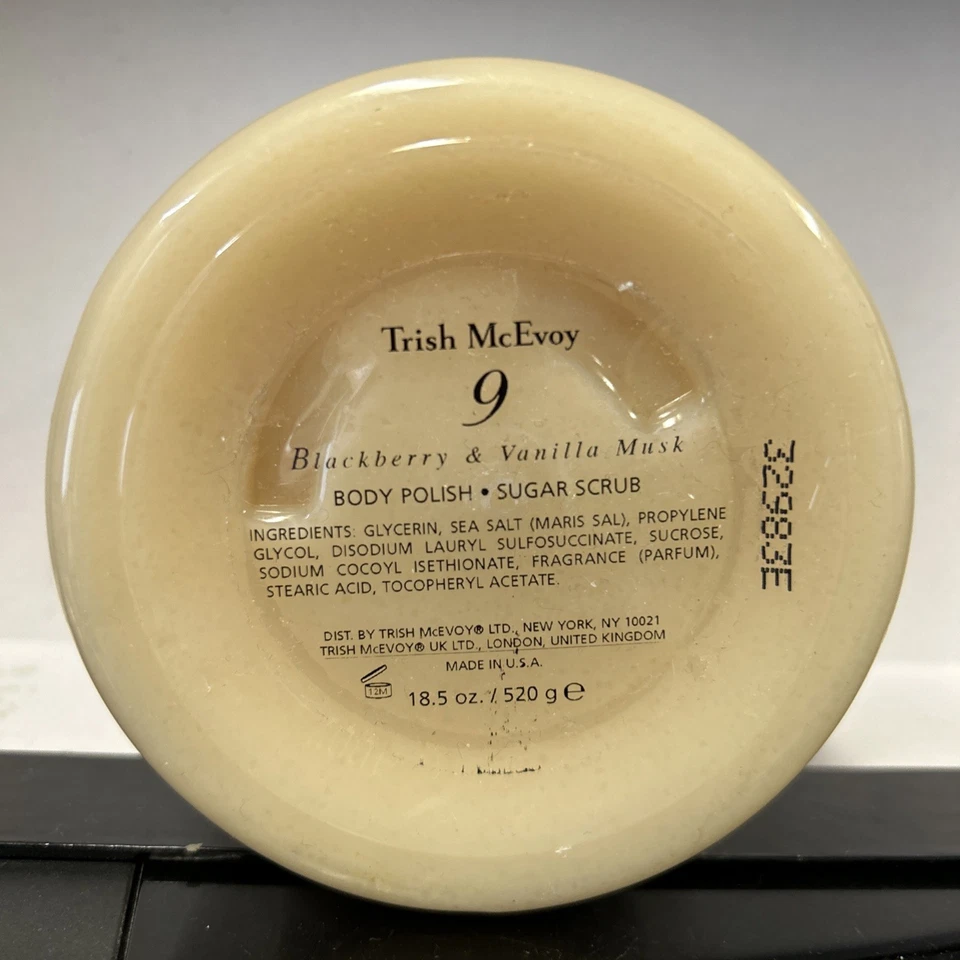 Trish McEvoy
9
Blackberry & Vanilla Musk
BODY POLISH • SUGAR SCRUB
INGREDIENTS: GLYCERIN, SEA SALT (MARIS SAL), PROPYLENE
GLYCOL, DISODIUM LAURYL SULFOSUCCINATE, SUCROSE,
SODIUM COCOYL ISETHIONATE, FRAGRANCE (PARFUM),
STEARIC ACID, TOCOPHERYL ACETATE.
DIST. BY TRISH McEVOY® LTD., NEW YORK, NY 10021
TRISH McEVOY® UK LTD., LONDON, UNITED KINGDOM
MADE IN U.S.A.
12M
18.5 oz. / 520 g ℮
32983E